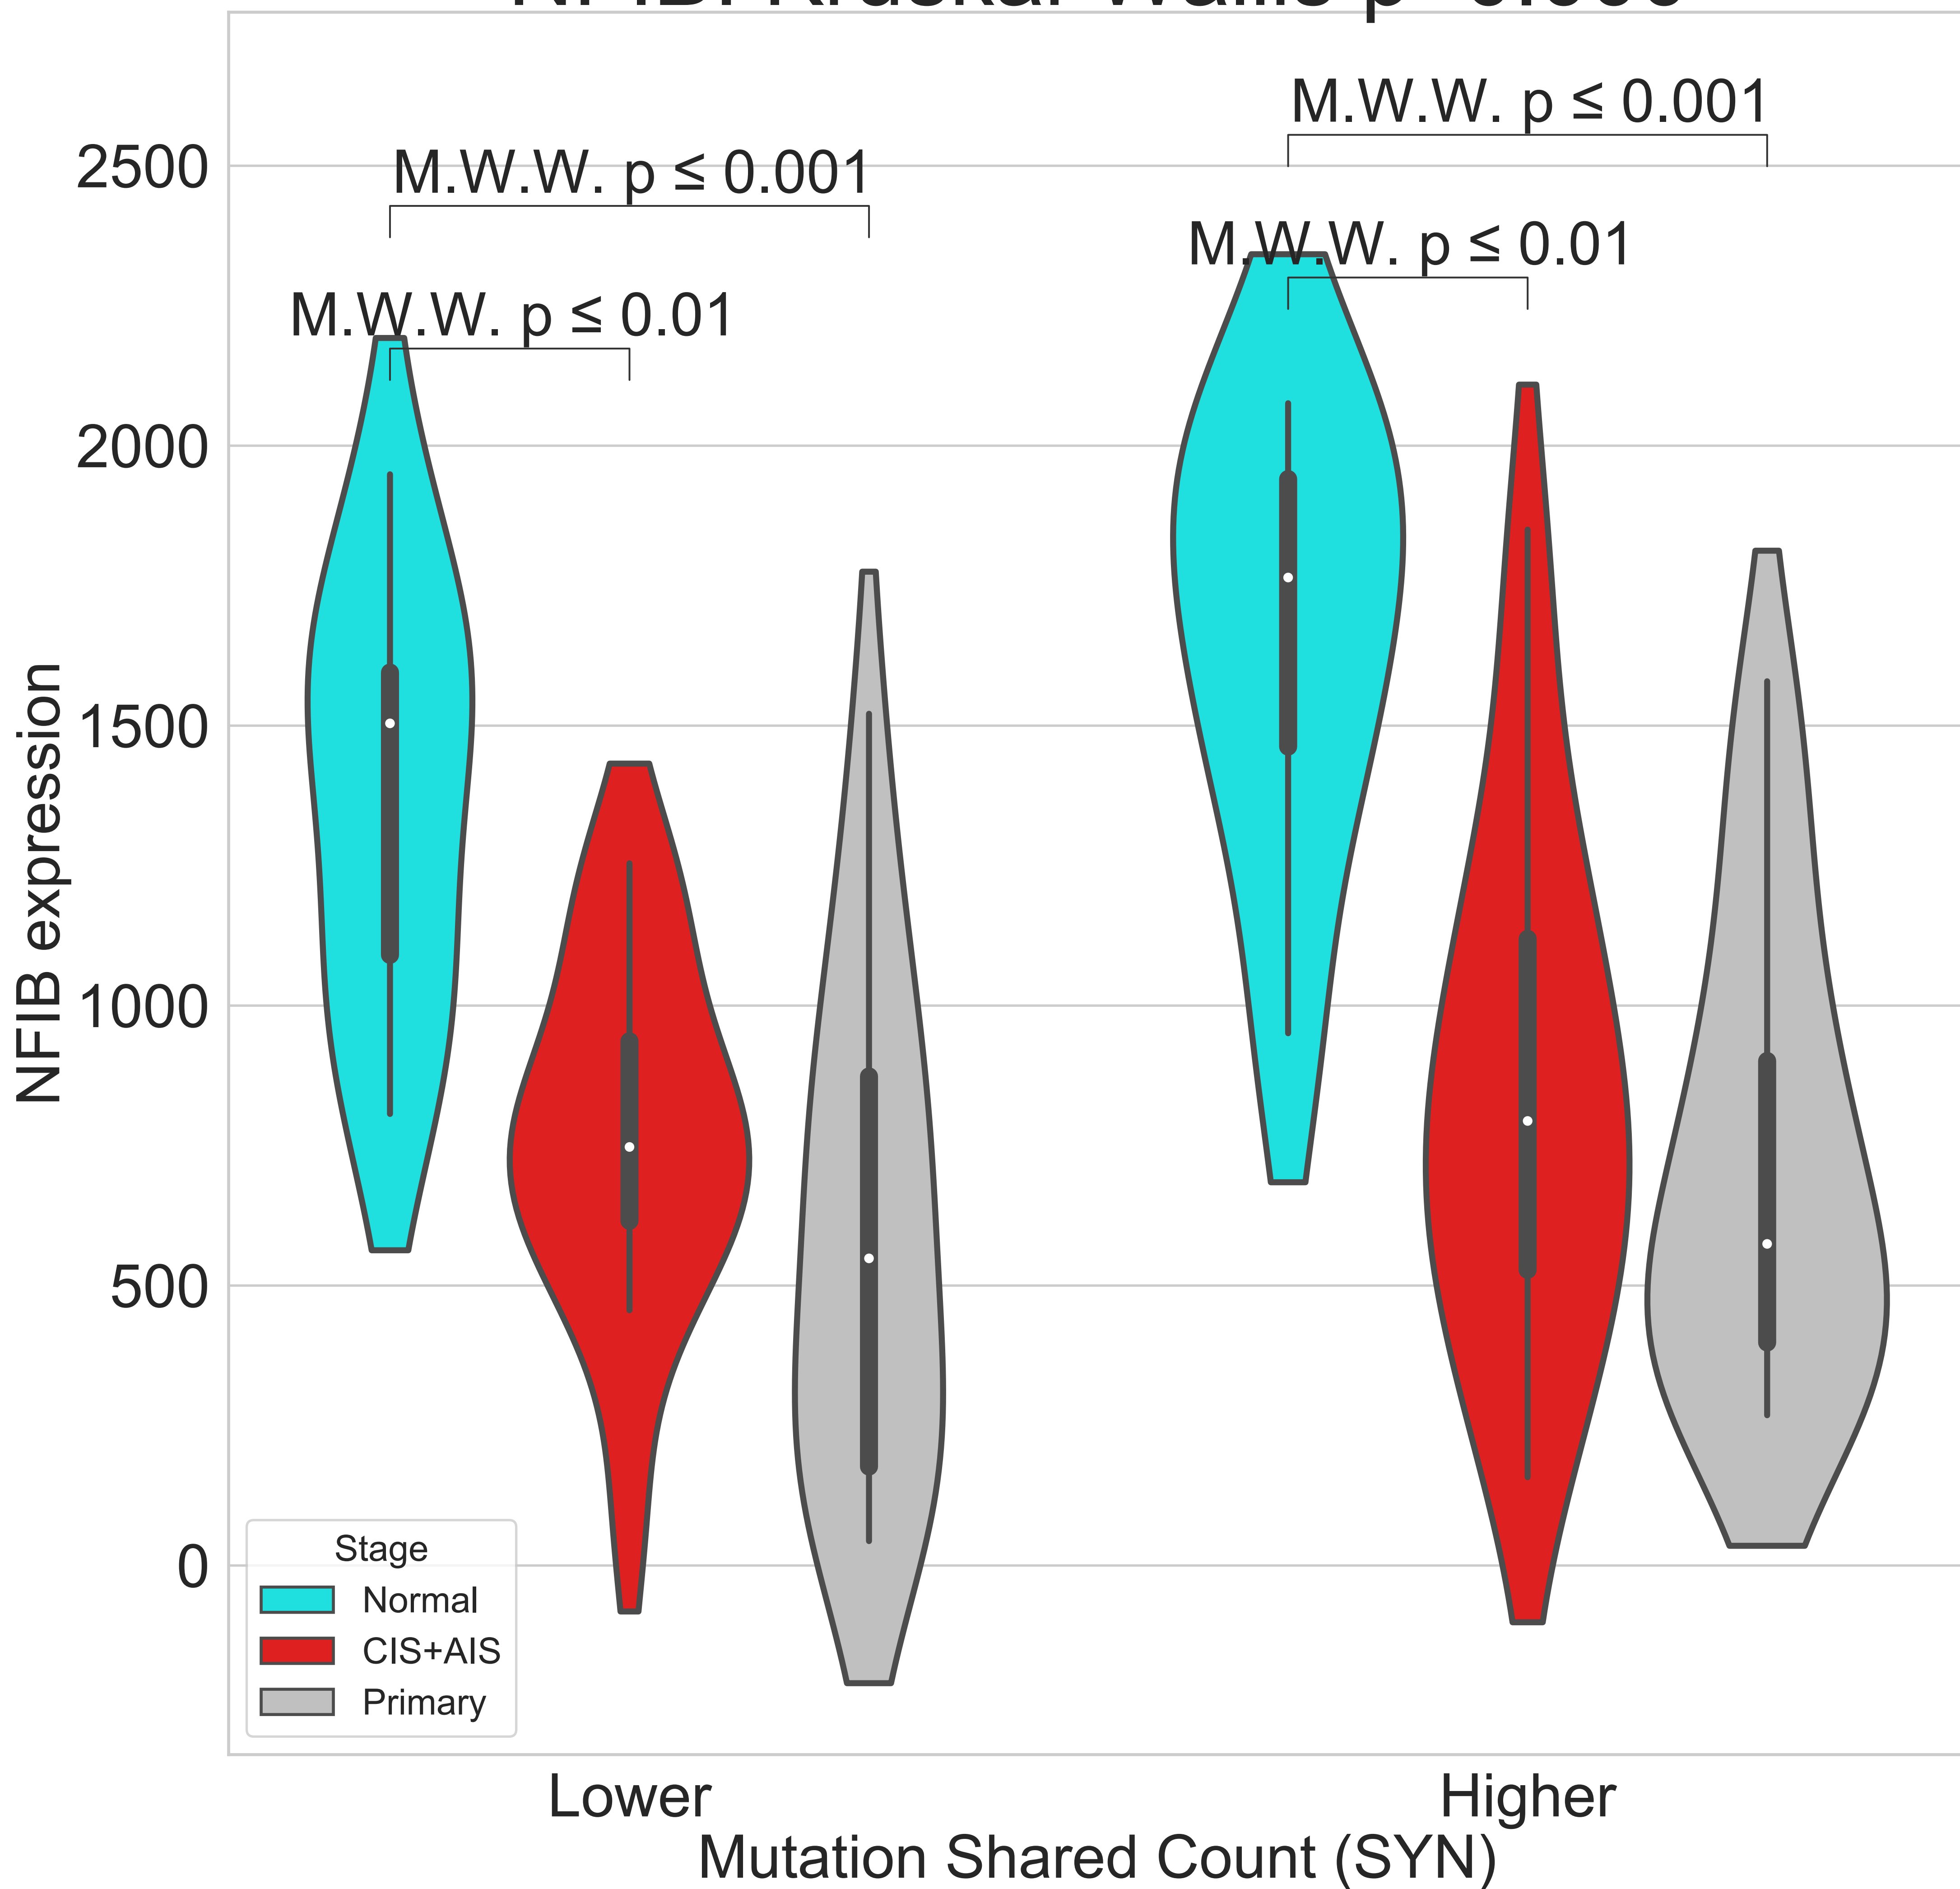 M.W.W. p ≤ 0.001
M.W.W. p ≤ 0.001
M.W.W. p ≤ 0.01
M.W.W. p ≤ 0.01
2500
2000
1500
1000
500
0
NFIB expression
Stage
Normal
CIS+AIS
Primary
Lower
Higher
Mutation Shared Count (SYN)